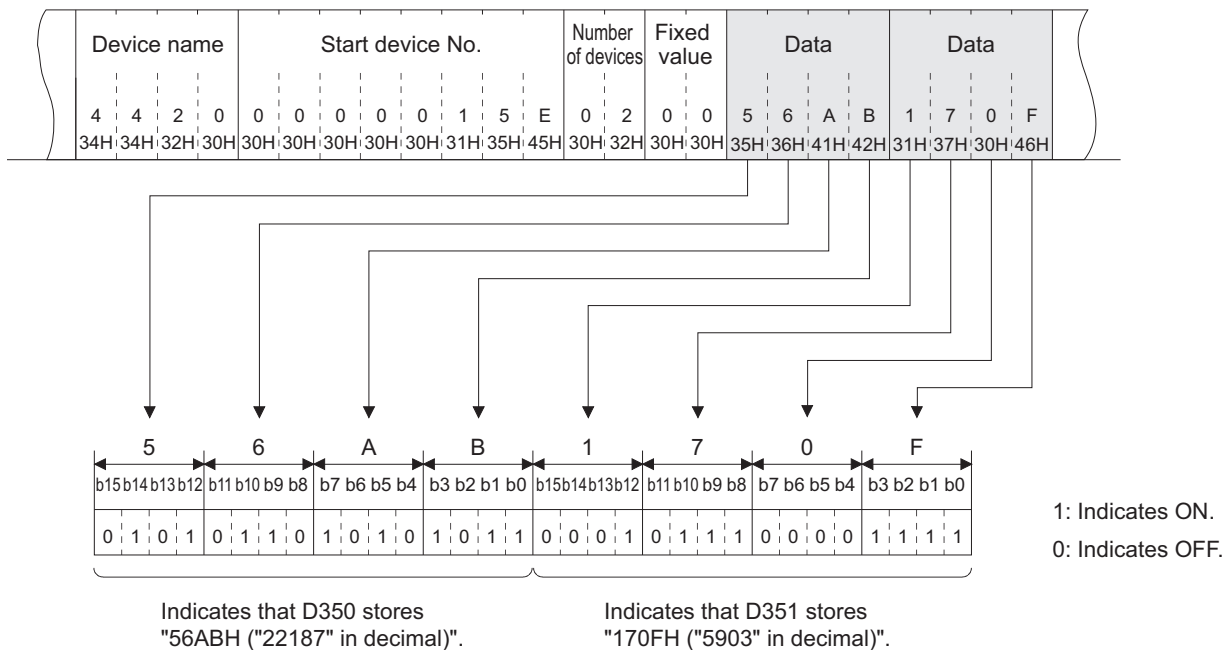 Device name Start device No. Number of devices Fixed value Data Data
4 4 2 0 0 0 0 0 0 1 5 E 0 2 0 0 5 6 A B 1 7 0 F
34H 34H 32H 30H 30H 30H 30H 30H 30H 31H 35H 45H 30H 32H 30H 30H 35H 36H 41H 42H 31H 37H 30H 46H
5 6 A B 1 7 0 F
b15 b14 b13 b12 b11 b10 b9 b8 b7 b6 b5 b4 b3 b2 b1 b0 b15 b14 b13 b12 b11 b10 b9 b8 b7 b6 b5 b4 b3 b2 b1 b0
0 1 0 1 0 1 1 0 1 0 1 0 1 0 1 1 0 0 0 1 0 1 1 1 0 0 0 0 1 1 1 1
1: Indicates ON.
0: Indicates OFF.
Indicates that D350 stores
"56ABH ("22187" in decimal)".
Indicates that D351 stores
"170FH ("5903" in decimal)".